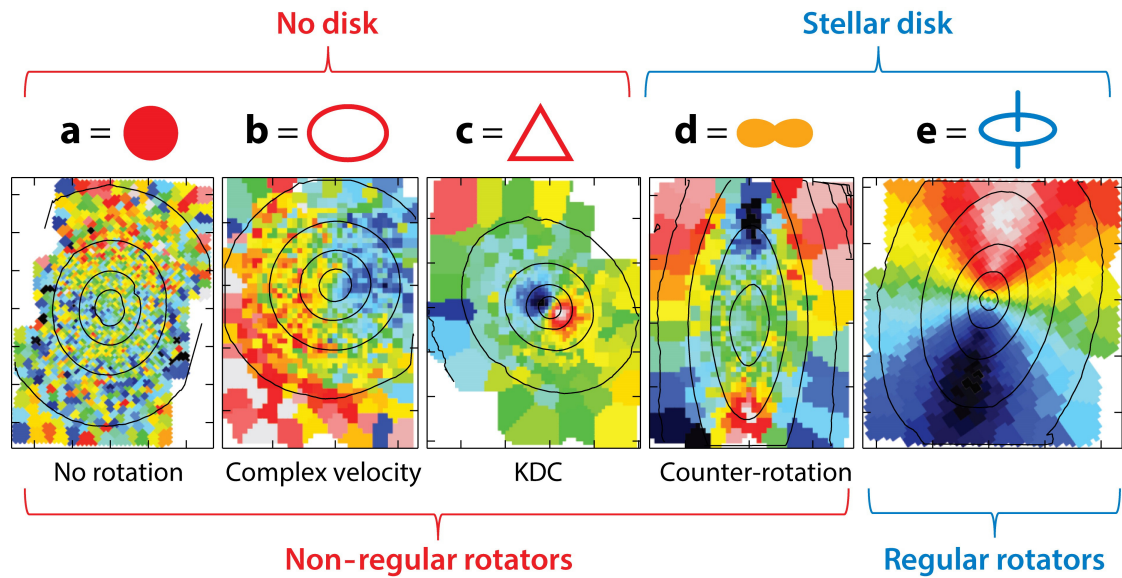 No disk
Stellar disk
a =
b =
c =
d =
e =
No rotation
Complex velocity
KDC
Counter-rotation
Non-regular rotators
Regular rotators